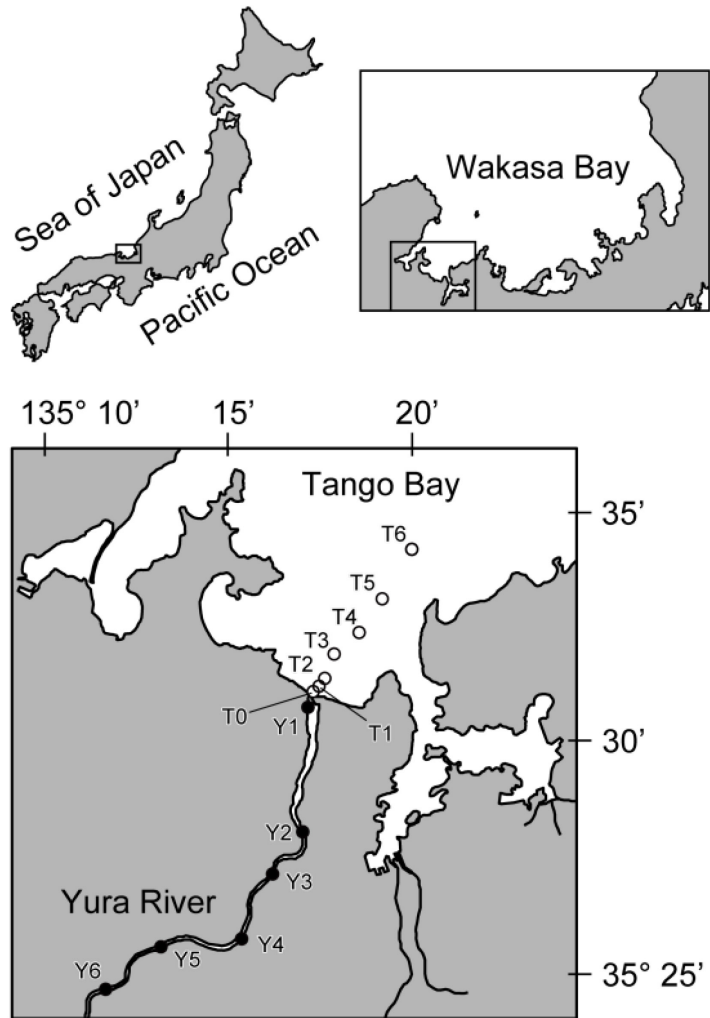 Sea of Japan
Pacific Ocean
Wakasa Bay
135° 10’ 15’ 20’
Tango Bay
35’
T6
T5
T4
T3
T2
T0
T1
Y1
30’
Y2
Y3
Yura River
Y4
Y5
Y6
35° 25’